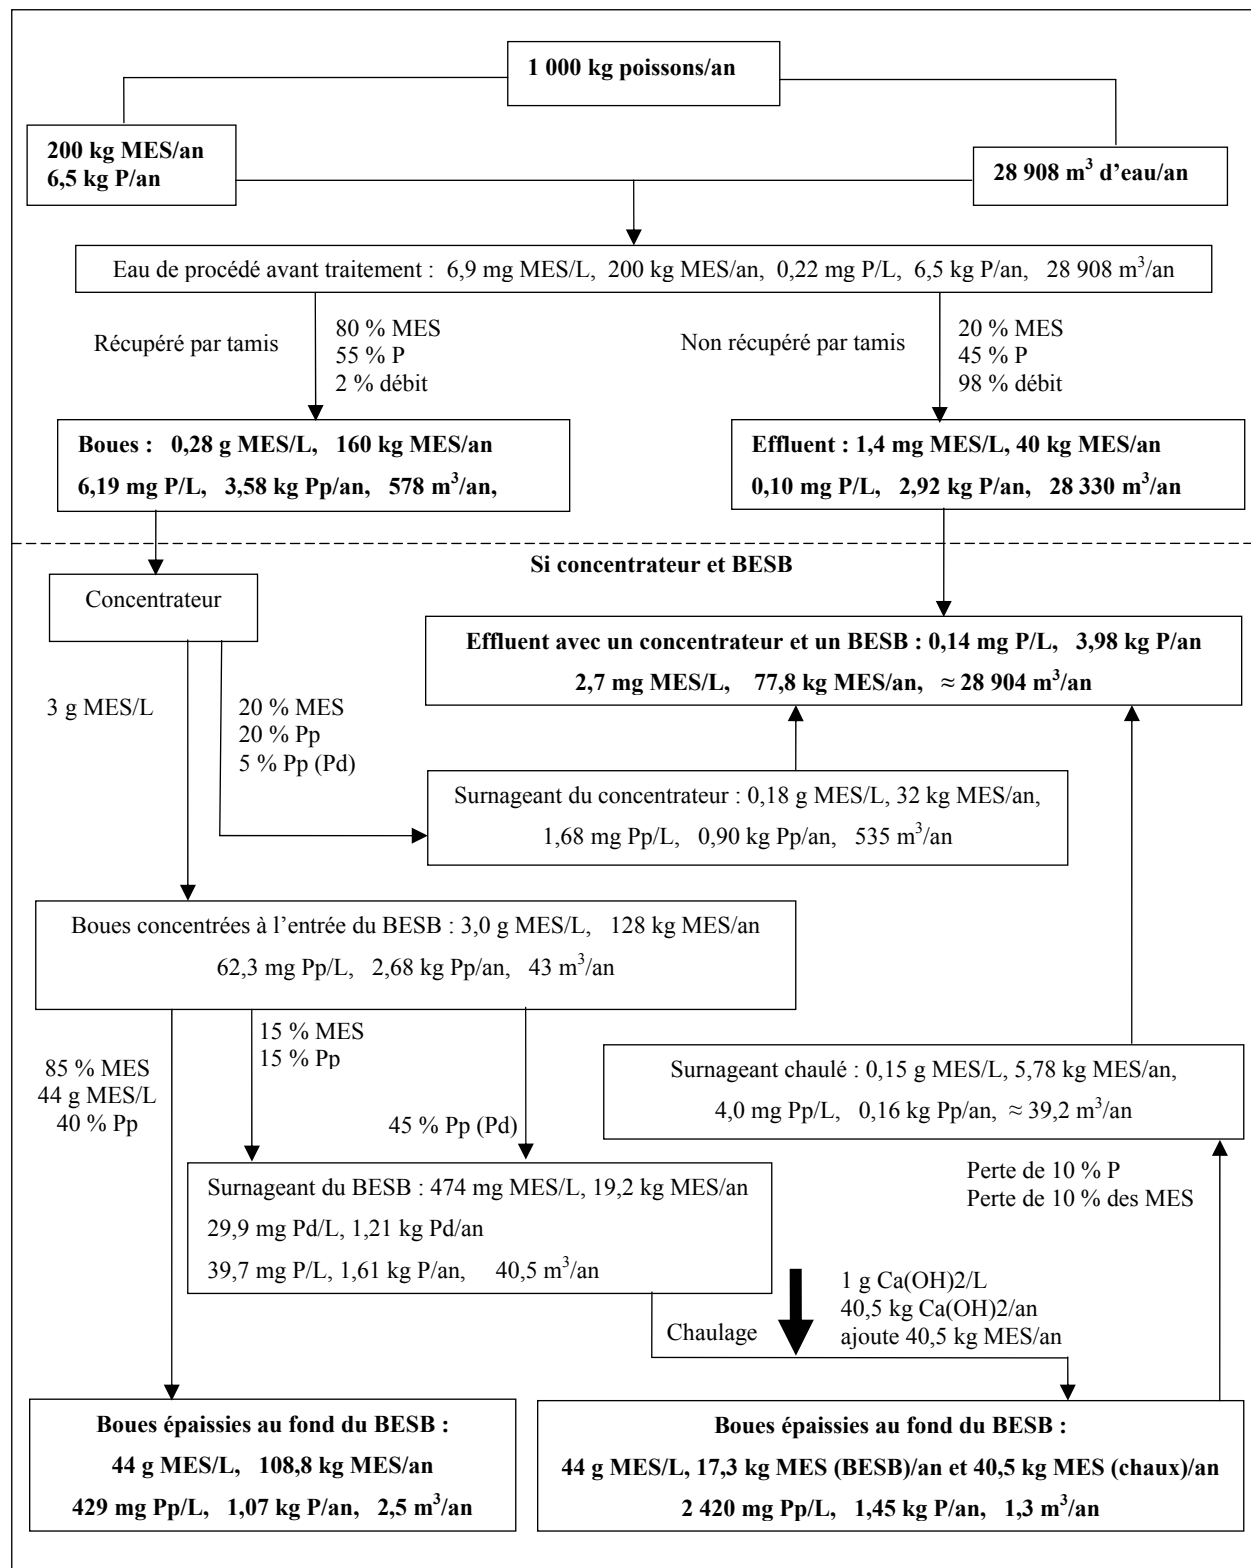 1 000 kg poissons/an
200 kg MES/an
6,5 kg P/an
28 908 m³ d'eau/an
Eau de procédé avant traitement : 6,9 mg MES/L, 200 kg MES/an, 0,22 mg P/L, 6,5 kg P/an, 28 908 m³/an
Récupéré par tamis
80 % MES
55 % P
2 % débit
Non récupéré par tamis
20 % MES
45 % P
98 % débit
Boues : 0,28 g MES/L, 160 kg MES/an
6,19 mg P/L, 3,58 kg Pp/an, 578 m³/an,
Effluent : 1,4 mg MES/L, 40 kg MES/an
0,10 mg P/L, 2,92 kg P/an, 28 330 m³/an
Si concentrateur et BESB
Concentrateur
Effluent avec un concentrateur et un BESB : 0,14 mg P/L, 3,98 kg P/an
2,7 mg MES/L, 77,8 kg MES/an, ≈ 28 904 m³/an
3 g MES/L
20 % MES
20 % Pp
5 % Pp (Pd)
Surnageant du concentrateur : 0,18 g MES/L, 32 kg MES/an,
1,68 mg Pp/L, 0,90 kg Pp/an, 535 m³/an
Boues concentrées à l'entrée du BESB : 3,0 g MES/L, 128 kg MES/an
62,3 mg Pp/L, 2,68 kg Pp/an, 43 m³/an
85 % MES
44 g MES/L
40 % Pp
15 % MES
15 % Pp
45 % Pp (Pd)
Surnageant chaulé : 0,15 g MES/L, 5,78 kg MES/an,
4,0 mg Pp/L, 0,16 kg Pp/an, ≈ 39,2 m³/an
Surnageant du BESB : 474 mg MES/L, 19,2 kg MES/an
29,9 mg Pd/L, 1,21 kg Pd/an
39,7 mg P/L, 1,61 kg P/an, 40,5 m³/an
Perte de 10 % P
Perte de 10 % des MES
Chaulage
1 g Ca(OH)2/L
40,5 kg Ca(OH)2/an
ajoute 40,5 kg MES/an
Boues épaissies au fond du BESB :
44 g MES/L, 108,8 kg MES/an
429 mg Pp/L, 1,07 kg P/an, 2,5 m³/an
Boues épaissies au fond du BESB :
44 g MES/L, 17,3 kg MES (BESB)/an et 40,5 kg MES (chaux)/an
2 420 mg Pp/L, 1,45 kg P/an, 1,3 m³/an